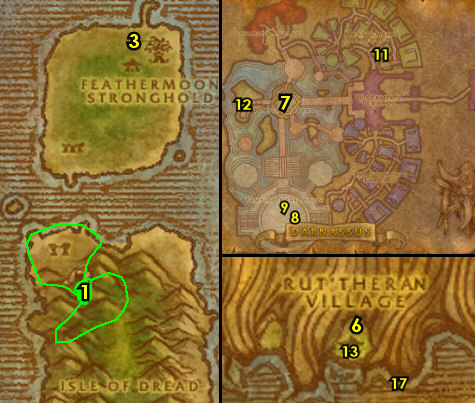 3
FEATHERMOON
STRONGHOLD
1
ISLE OF DREAD
11
12
7
9
8
DARNASSUS
RUT'THERAN
VILLAGE
6
13
17